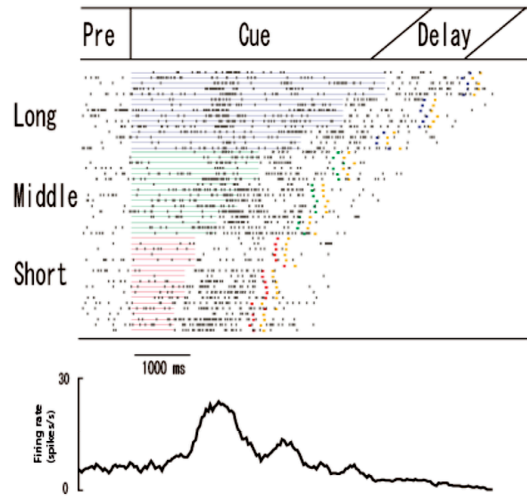 Pre Cue Delay
Long
Middle
Short
1000 ms
30
Firing rate
(spikes/s)
0